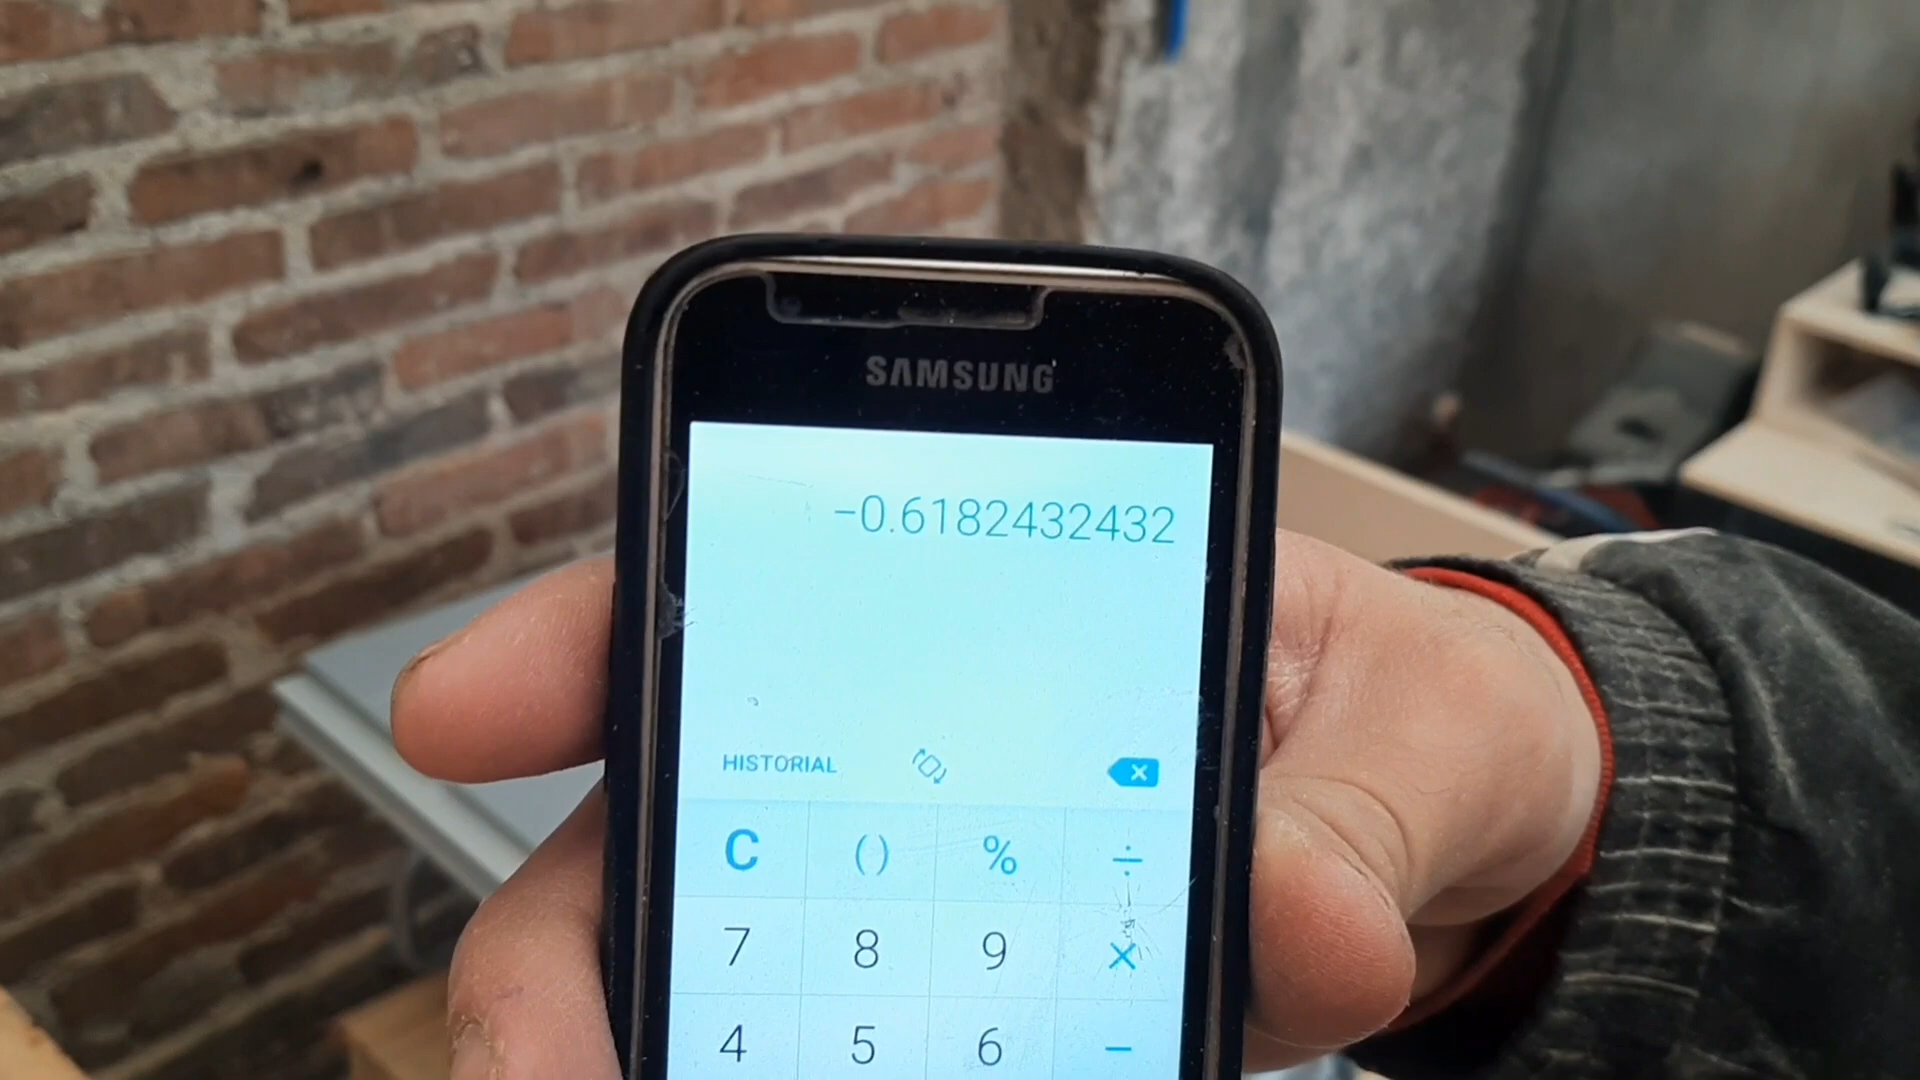 SAMSUNG
−0.6182432432
HISTORIAL
C () % ÷
7 8 9 ×
4 5 6 −